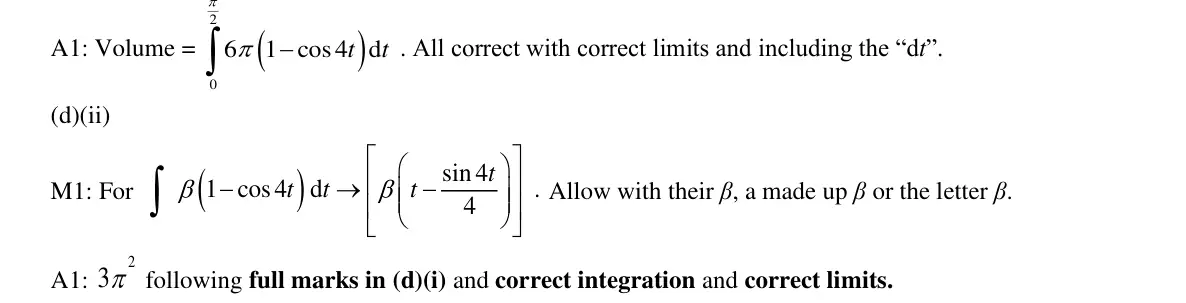 A1: Volume = ∫₀^{π/2} 6π(1 – cos 4t) dt . All correct with correct limits and including the “dt”.
(d)(ii)
M1: For ∫ β(1 – cos 4t) dt → [β(t – sin 4t / 4)] . Allow with their β, a made up β or the letter β.
A1: 3π² following full marks in (d)(i) and correct integration and correct limits.